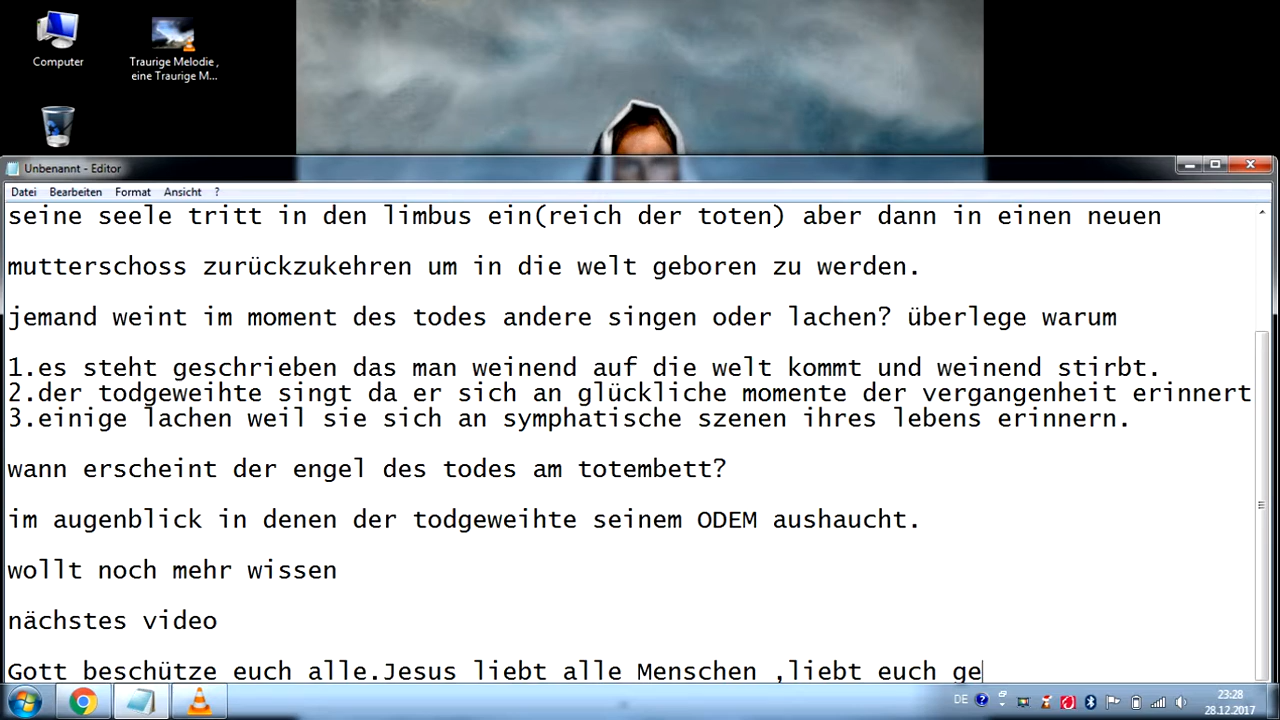 Computer
Traurige Melodie ,
eine Traurige M...
Unbenannt - Editor
Datei Bearbeiten Format Ansicht ?
seine seele tritt in den limbus ein(reich der toten) aber dann in einen neuen
mutterschoss zurückzukehren um in die welt geboren zu werden.
jemand weint im moment des todes andere singen oder lachen? überlege warum
1.es steht geschrieben das man weinend auf die welt kommt und weinend stirbt.
2.der todgeweihte singt da er sich an glückliche momente der vergangenheit erinnert
3.einige lachen weil sie sich an symphatische szenen ihres lebens erinnern.
wann erscheint der engel des todes am totembett?
im augenblick in denen der todgeweihte seinem ODEM aushaucht.
wollt noch mehr wissen
nächstes video
Gott beschütze euch alle.Jesus liebt alle Menschen ,liebt euch ge
DE
23:28
28.12.2017